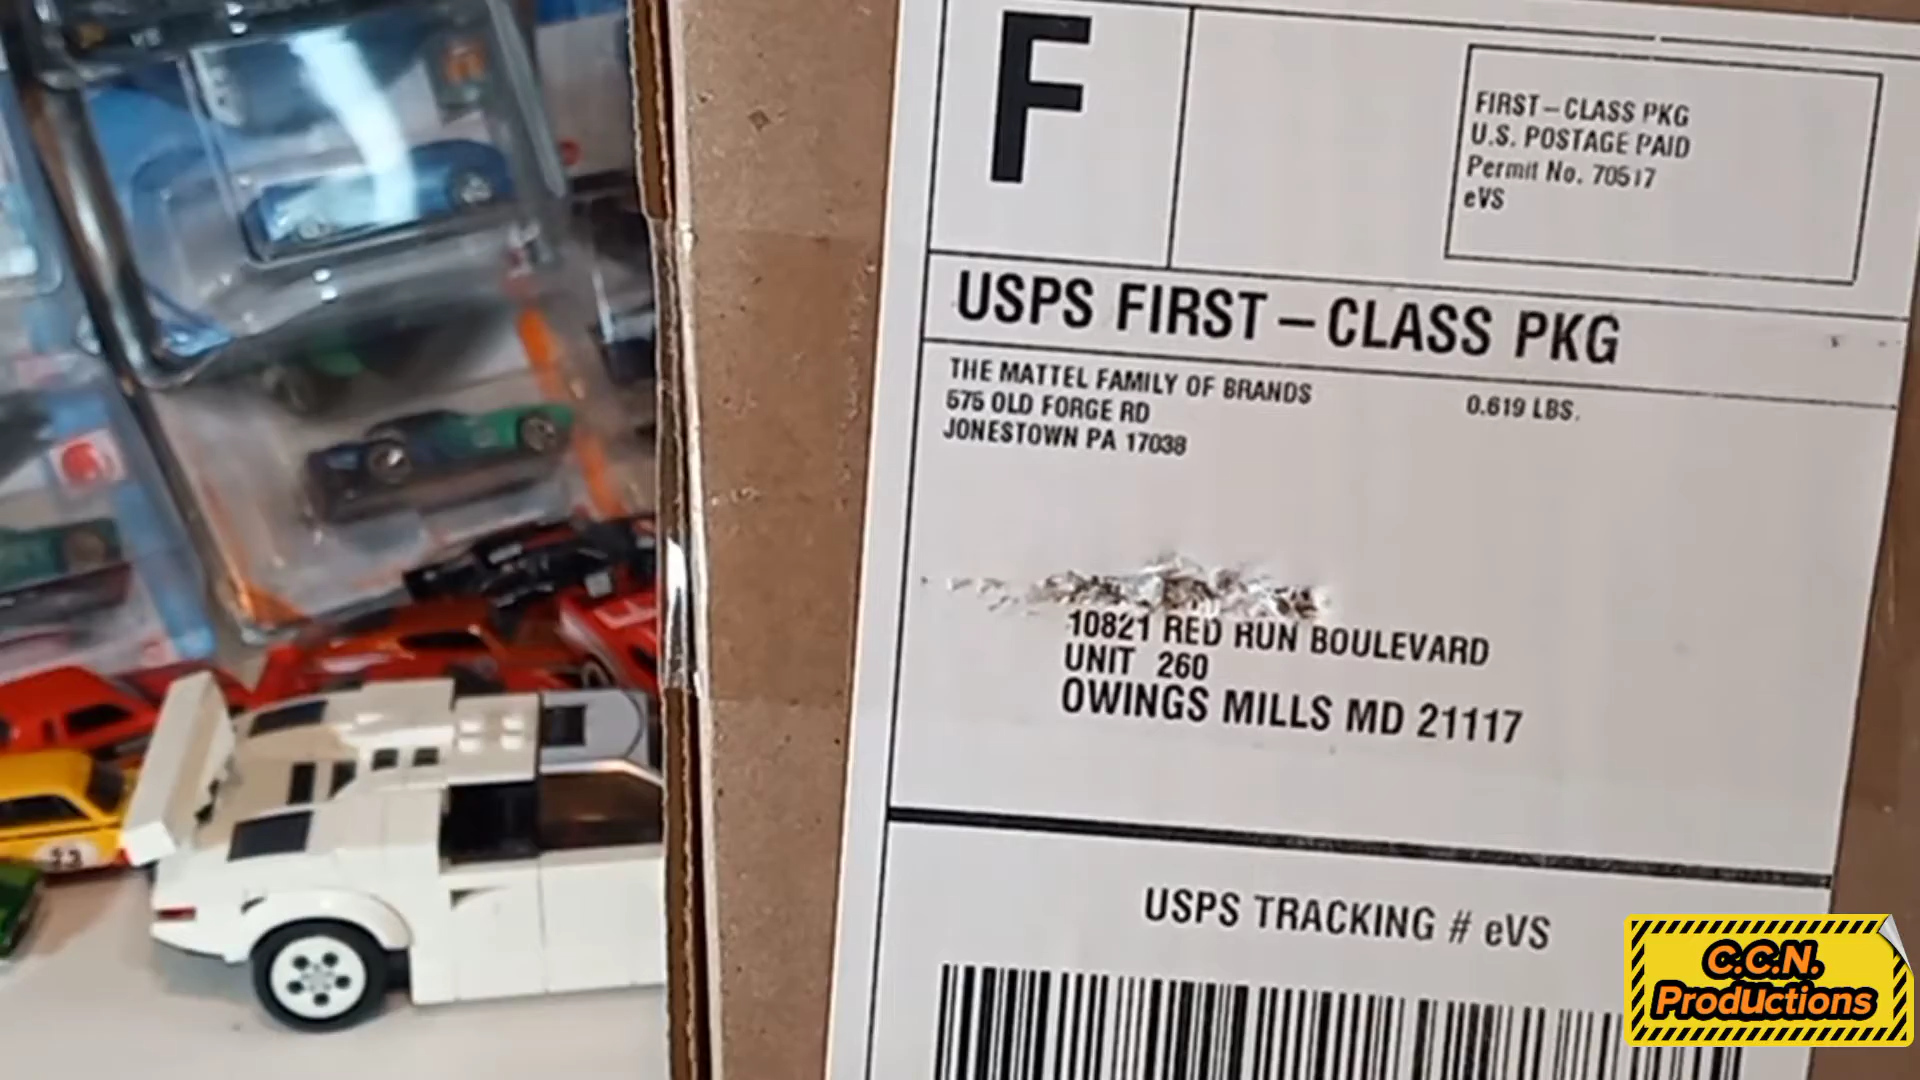 F
FIRST-CLASS PKG
U.S. POSTAGE PAID
Permit No. 70517
eVS
USPS FIRST-CLASS PKG
THE MATTEL FAMILY OF BRANDS
575 OLD FORGE RD
JONESTOWN PA 17038
0.619 LBS.
10821 RED RUN BOULEVARD
UNIT 260
OWINGS MILLS MD 21117
USPS TRACKING # eVS
C.C.N.
Productions